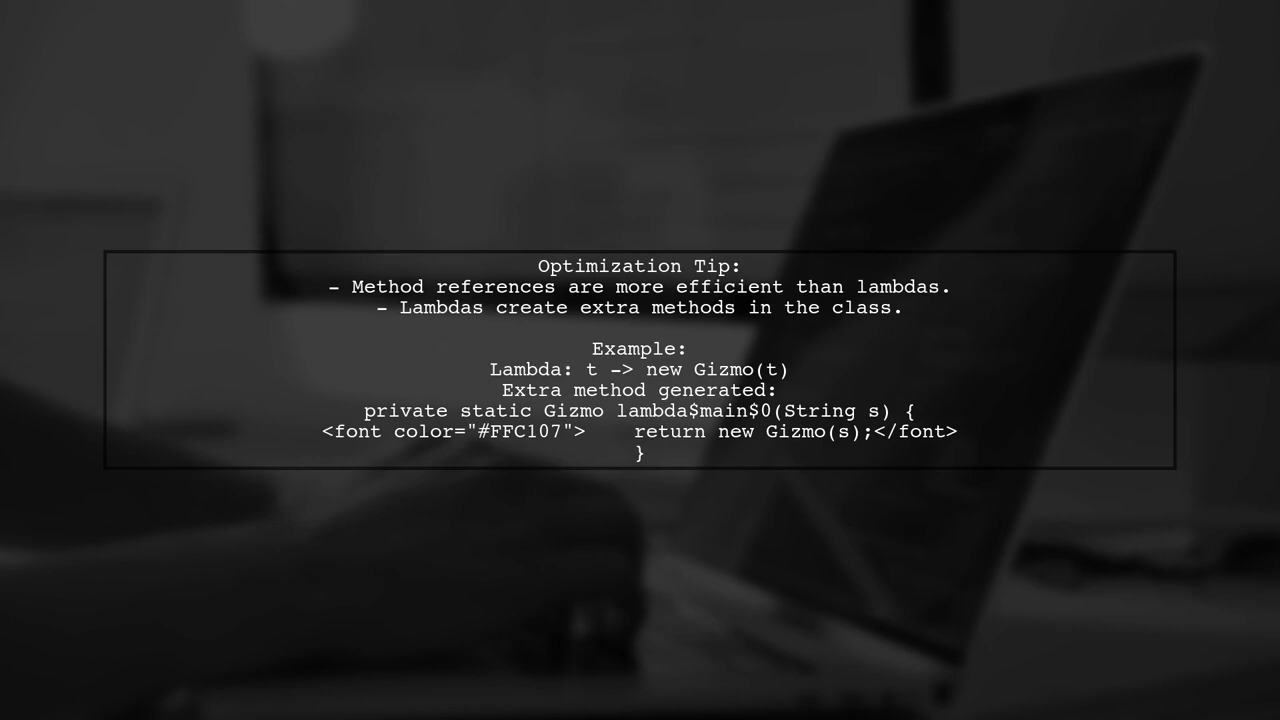 Optimization Tip:
- Method references are more efficient than lambdas.
- Lambdas create extra methods in the class.
Example:
Lambda: t -> new Gizmo(t)
Extra method generated:
private static Gizmo lambda$main$0(String s) {
<font color="#FFC107">    return new Gizmo(s);</font>
}